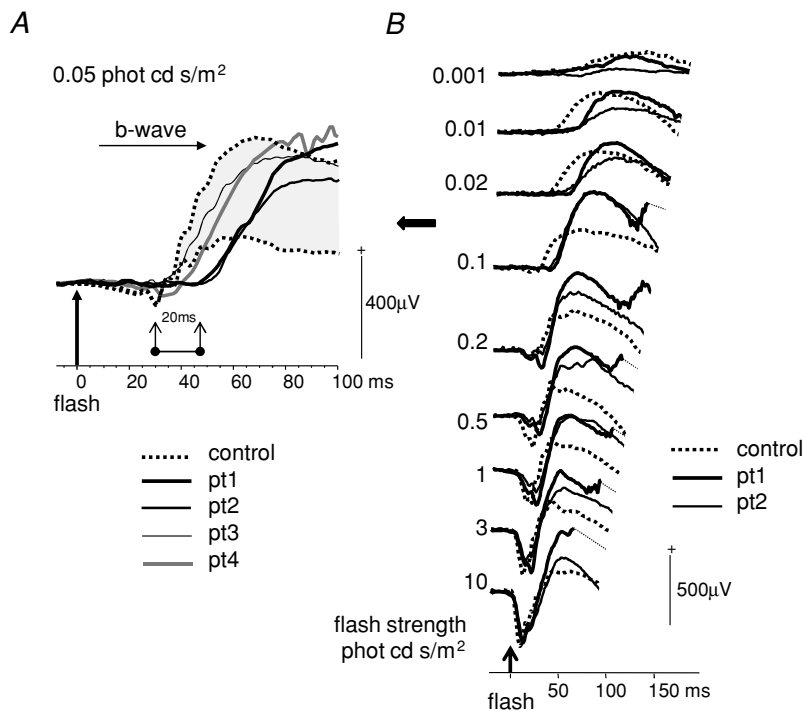 A
0.05 phot cd s/m²
b-wave
+
400μV
20ms
0 20 40 60 80 100 ms
flash
control
pt1
pt2
pt3
pt4
B
0.001
0.01
0.02
0.1
0.2
0.5
1
3
10
control
pt1
pt2
+
500μV
flash strength
phot cd s/m²
50 100 150 ms
flash